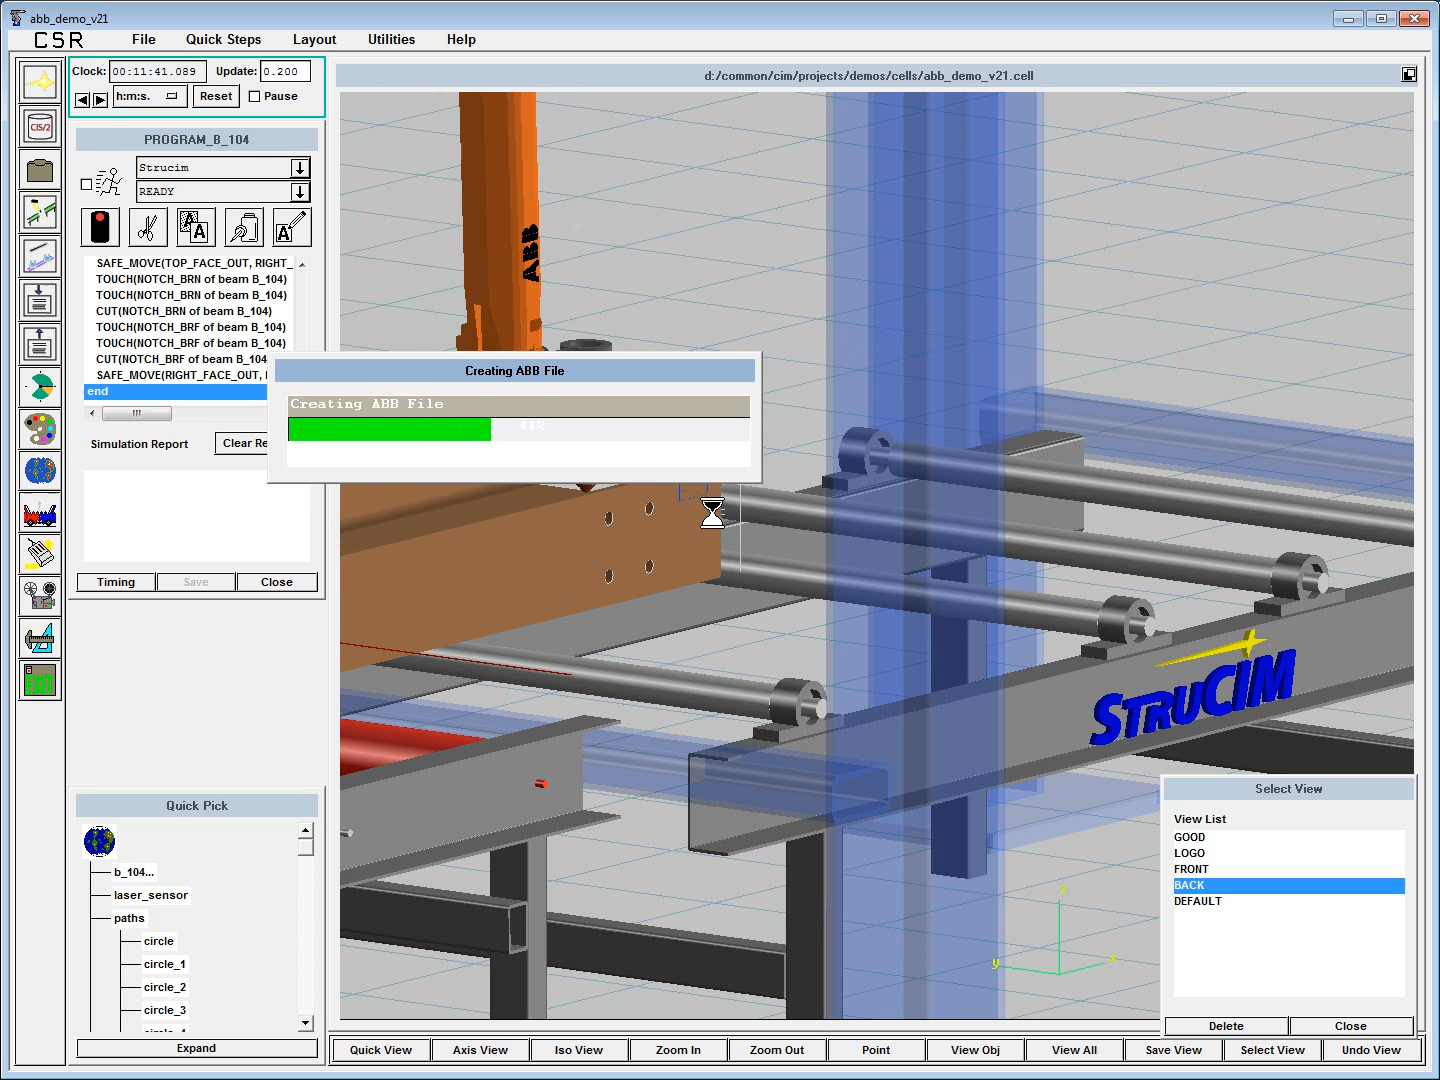 abb_demo_v21
CSR File Quick Steps Layout Utilities Help
Clock: 00:11:41.089 Update: 0.200
h:m:s. Reset Pause
d:/common/cim/projects/demos/cells/abb_demo_v21.cell
CIS/2
PROGRAM_B_104
Strucim
READY
A A A
SAFE_MOVE(TOP_FACE_OUT, RIGHT_
TOUCH(NOTCH_BRN of beam B_104)
TOUCH(NOTCH_BRN of beam B_104)
CUT(NOTCH_BRN of beam B_104)
TOUCH(NOTCH_BRF of beam B_104)
TOUCH(NOTCH_BRF of beam B_104)
CUT(NOTCH_BRF of beam B_104
SAFE_MOVE(RIGHT_FACE_OUT,
end
Simulation Report Clear Re
Timing Save Close
ABB
Creating ABB File
Creating ABB File
STRUCIM
EXIT
Quick Pick
b_104...
laser_sensor
paths
circle
circle_1
circle_2
circle_3
Expand
z
y
x
Select View
View List
GOOD
LOGO
FRONT
BACK
DEFAULT
Delete Close
Quick View Axis View Iso View Zoom In Zoom Out Point View Obj View All Save View Select View Undo View